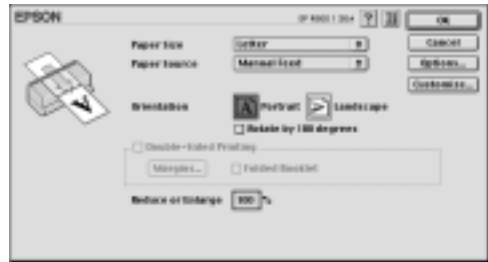 EPSON OK
Paper Size Letter Cancel
Paper Source Manual Feed Options...
Customize...
Orientation A Portrait Landscape
Rotate by 180 degrees
Double-Sided Printing
Margins... Folded Booklet
Reduce or Enlarge 100 %